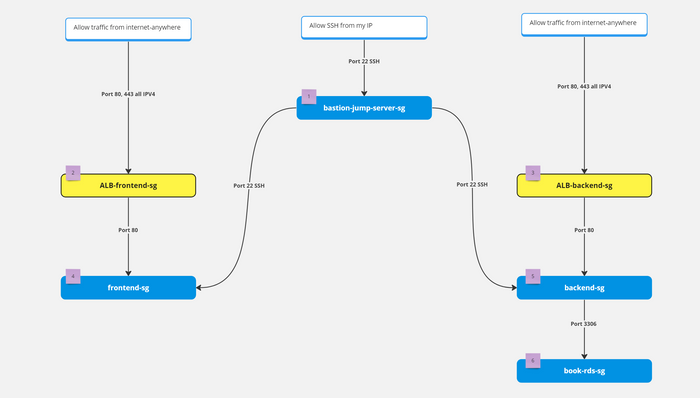 Allow traffic from internet-anywhere
Allow SSH from my IP
Allow traffic from internet-anywhere
Port 80, 443 all IPV4
Port 22 SSH
Port 80, 443 all IPV4
1
bastion-jump-server-sg
2
ALB-frontend-sg
Port 22 SSH
Port 22 SSH
3
ALB-backend-sg
Port 80
Port 80
4
frontend-sg
5
backend-sg
Port 3306
6
book-rds-sg